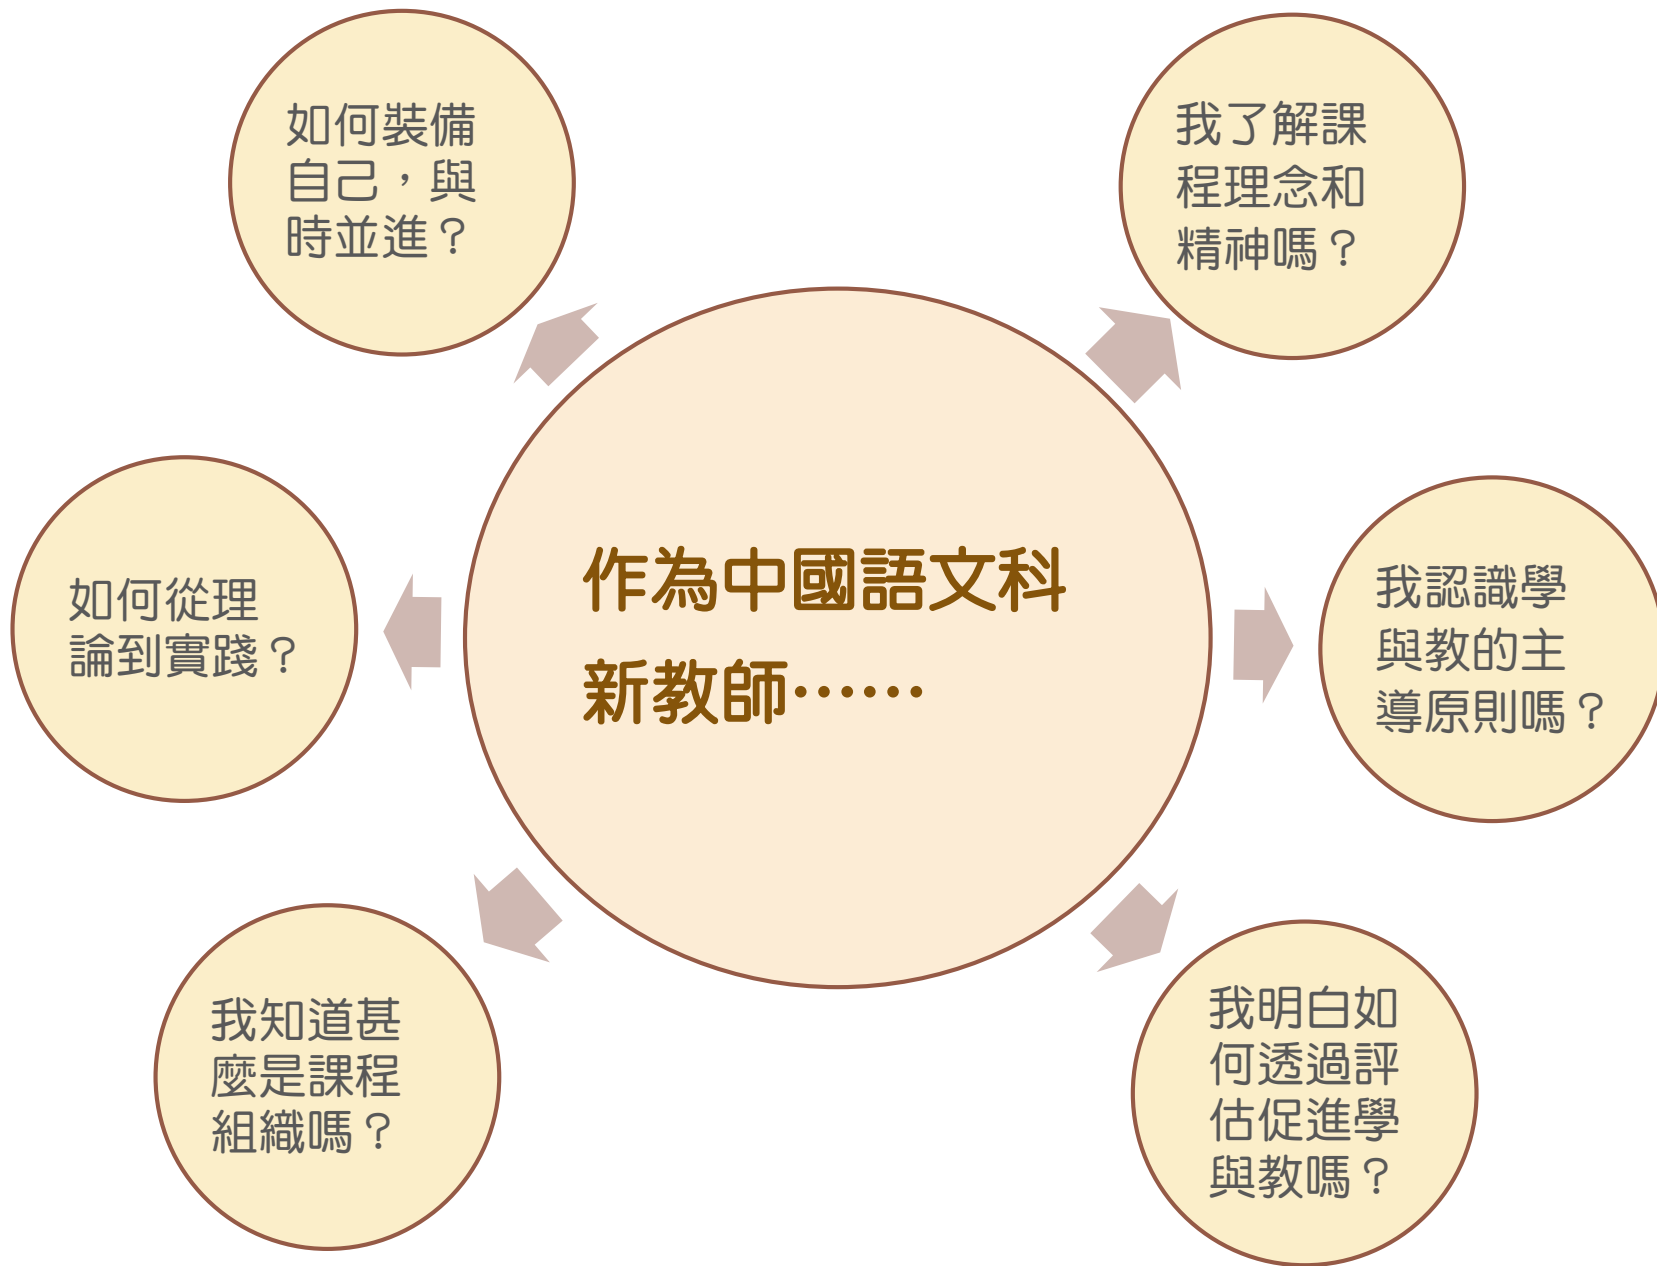 如何裝備
自己，與
時並進？
我了解課
程理念和
精神嗎？
作為中國語文科
新教師……
如何從理
論到實踐？
我認識學
與教的主
導原則嗎？
我知道甚
麼是課程
組織嗎？
我明白如
何透過評
估促進學
與教嗎？